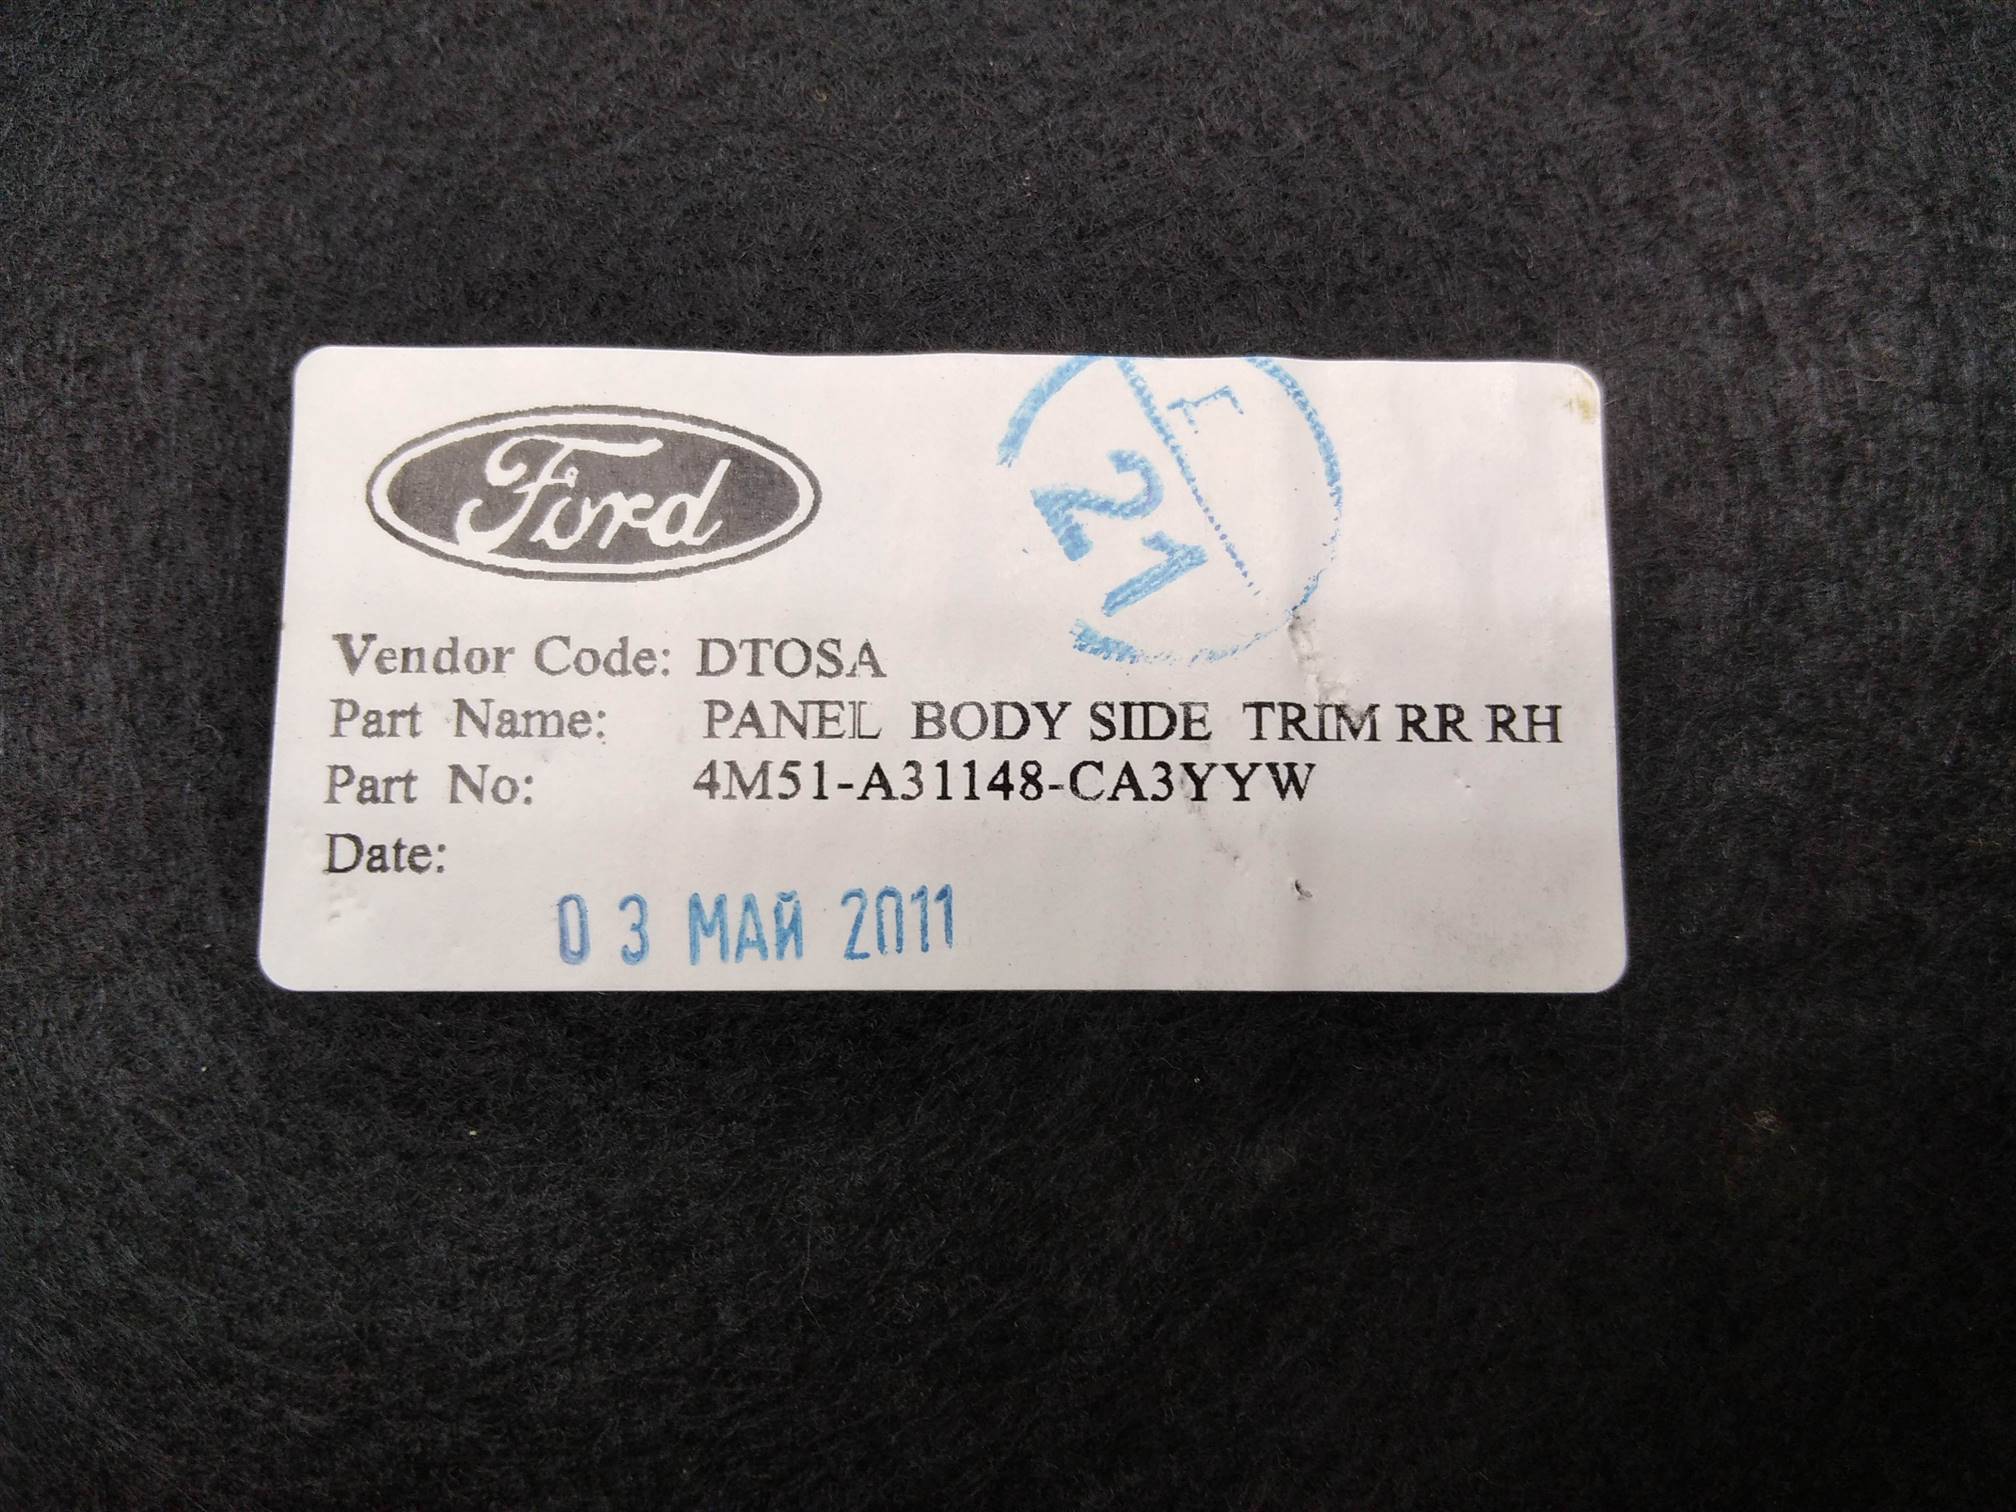 Ford
F
21
Vendor Code: DTOSA
Part Name: PANEL BODY SIDE TRIM RR RH
Part No: 4M51-A31148-CA3YYW
Date:
03 МАЙ 2011